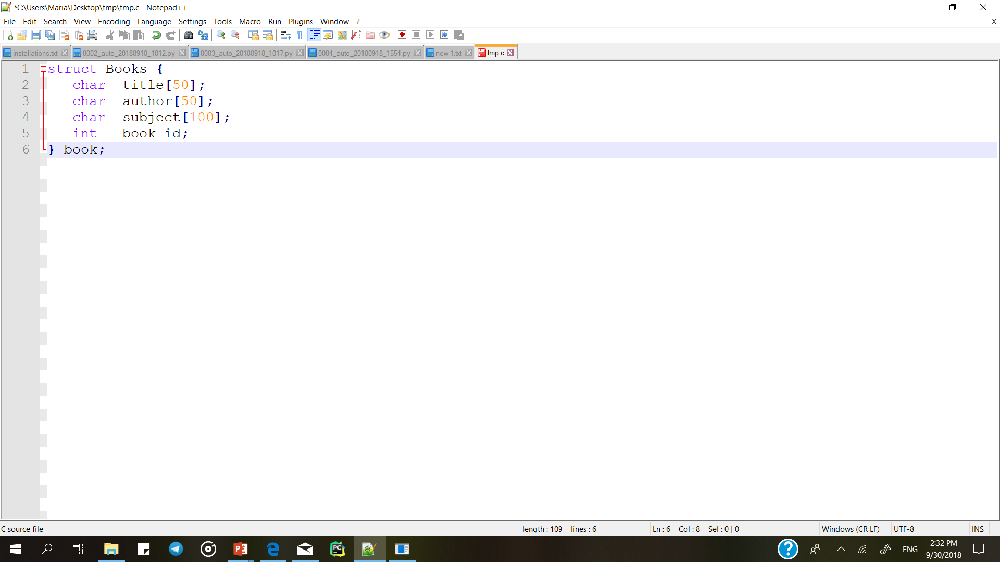 *C:\Users\Maria\Desktop\tmp\tmp.c - Notepad++
File Edit Search View Encoding Language Settings Tools Macro Run Plugins Window ? X
installations.txt 0002_auto_20180918_1012.py 0003_auto_20180918_1017.py 0004_auto_20180918_1554.py new 1.txt tmp.c
1 struct Books {
2 char title[50];
3 char author[50];
4 char subject[100];
5 int book_id;
6 } book;
C source file length : 109 lines : 6 Ln : 6 Col : 8 Sel : 0 | 0 Windows (CR LF) UTF-8 INS
ENG 2:32 PM
9/30/2018